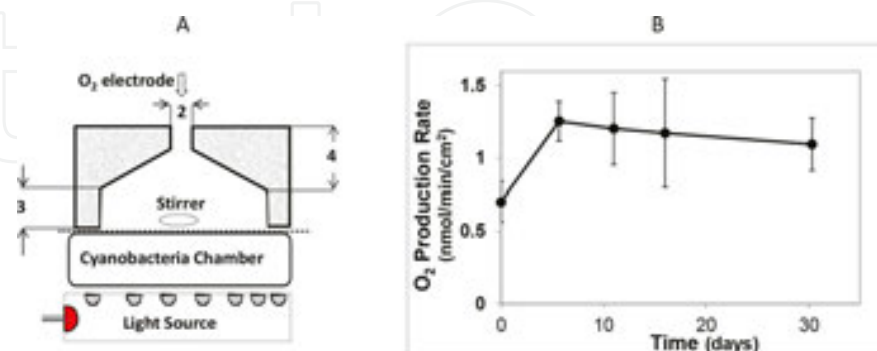 A
O₂ electrode
2
4
3
Stirrer
Cyanobacteria Chamber
Light Source
B
O₂ Production Rate
(nmol/min/cm²)
1.5
1
0.5
0
0 10 20 30
Time (days)